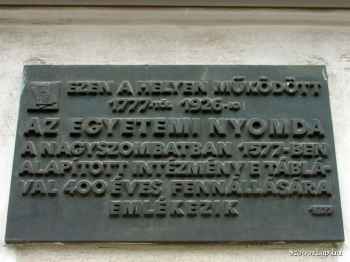 EZEN A HELYEN MŰKÖDÖTT
1777-TŐL 1926-IG
AZ EGYETEMI NYOMDA
A NAGYSZOMBATBAN 1577-BEN
ALAPÍTOTT INTÉZMÉNY E TÁBLÁ-
VAL 400 ÉVES FENNÁLLÁSÁRA
EMLÉKEZIK